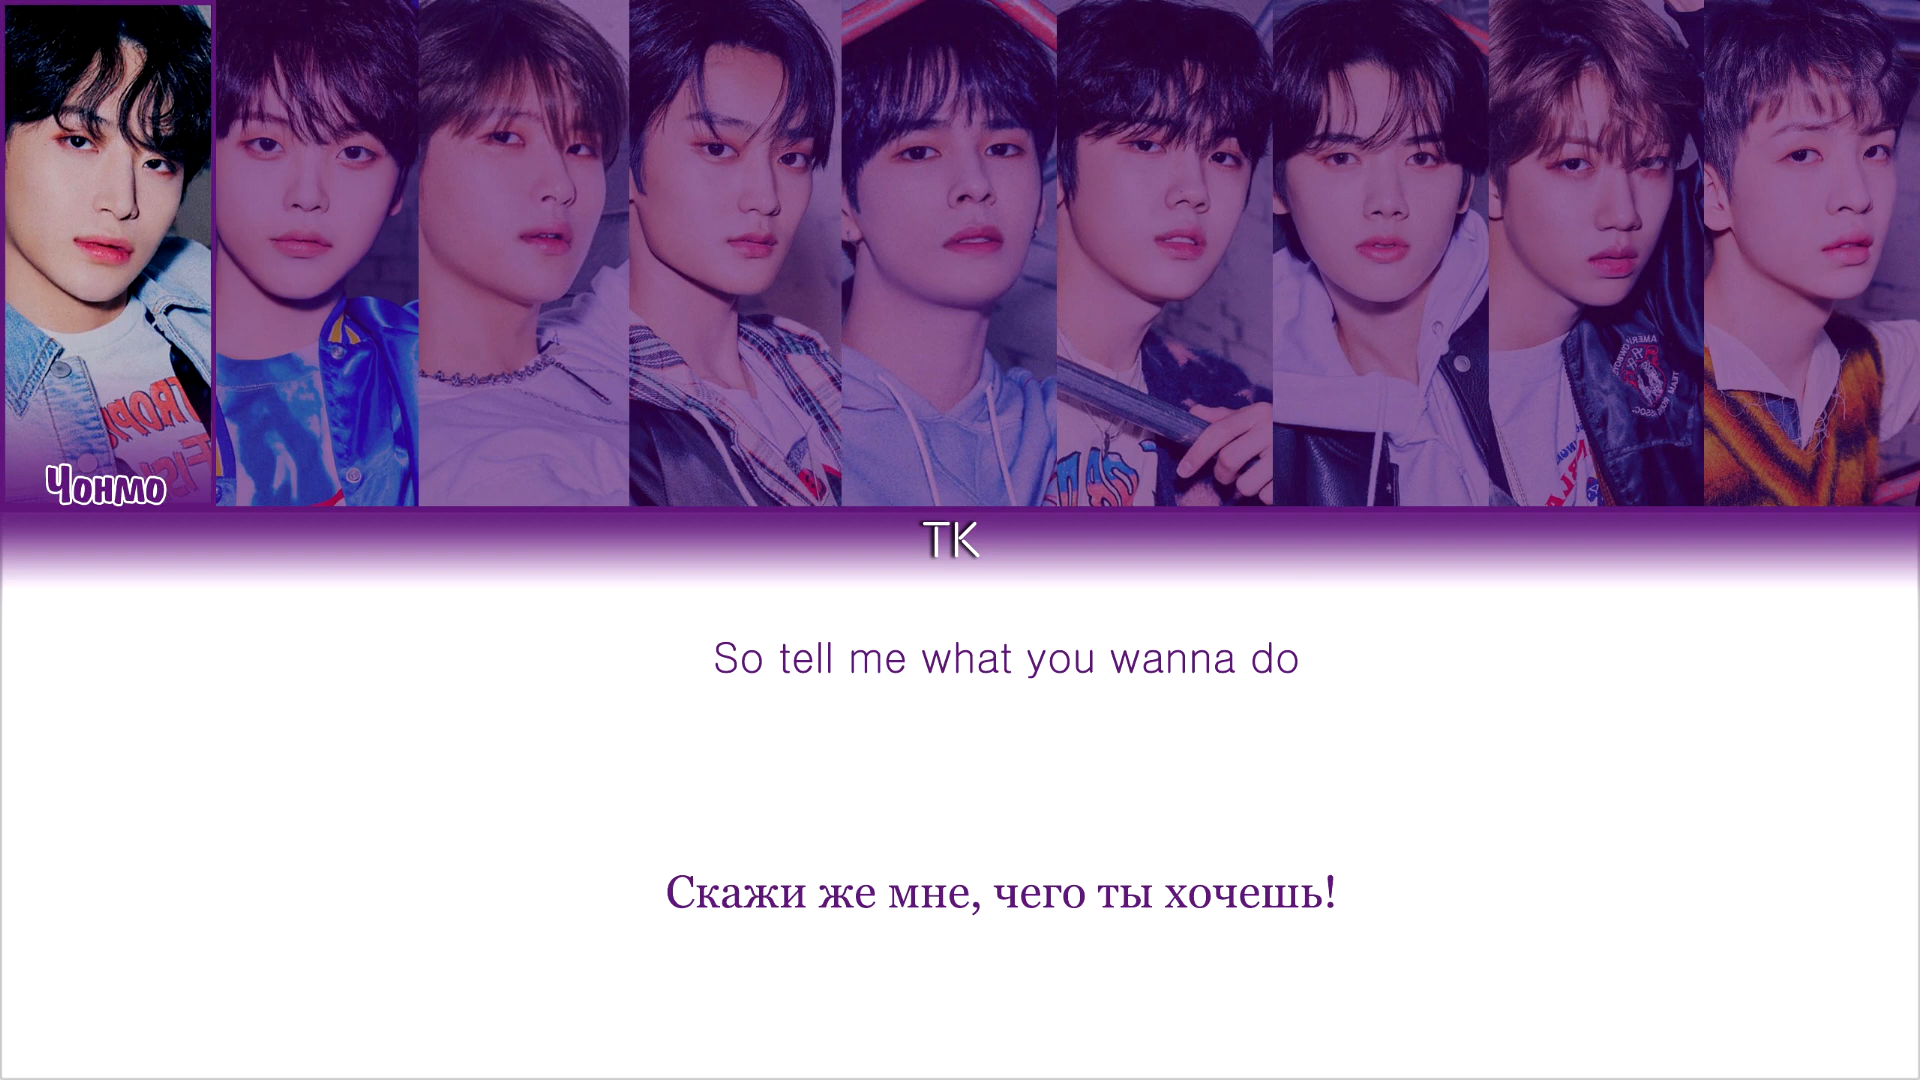 Чонмо
TK
So tell me what you wanna do
Скажи же мне, чего ты хочешь!